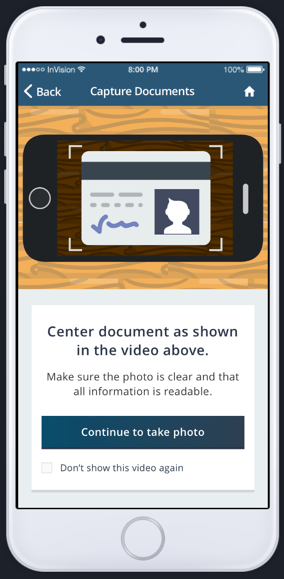 InVision 8:00 PM 100%
Back Capture Documents
Center document as shown
in the video above.
Make sure the photo is clear and that
all information is readable.
Continue to take photo
Don't show this video again